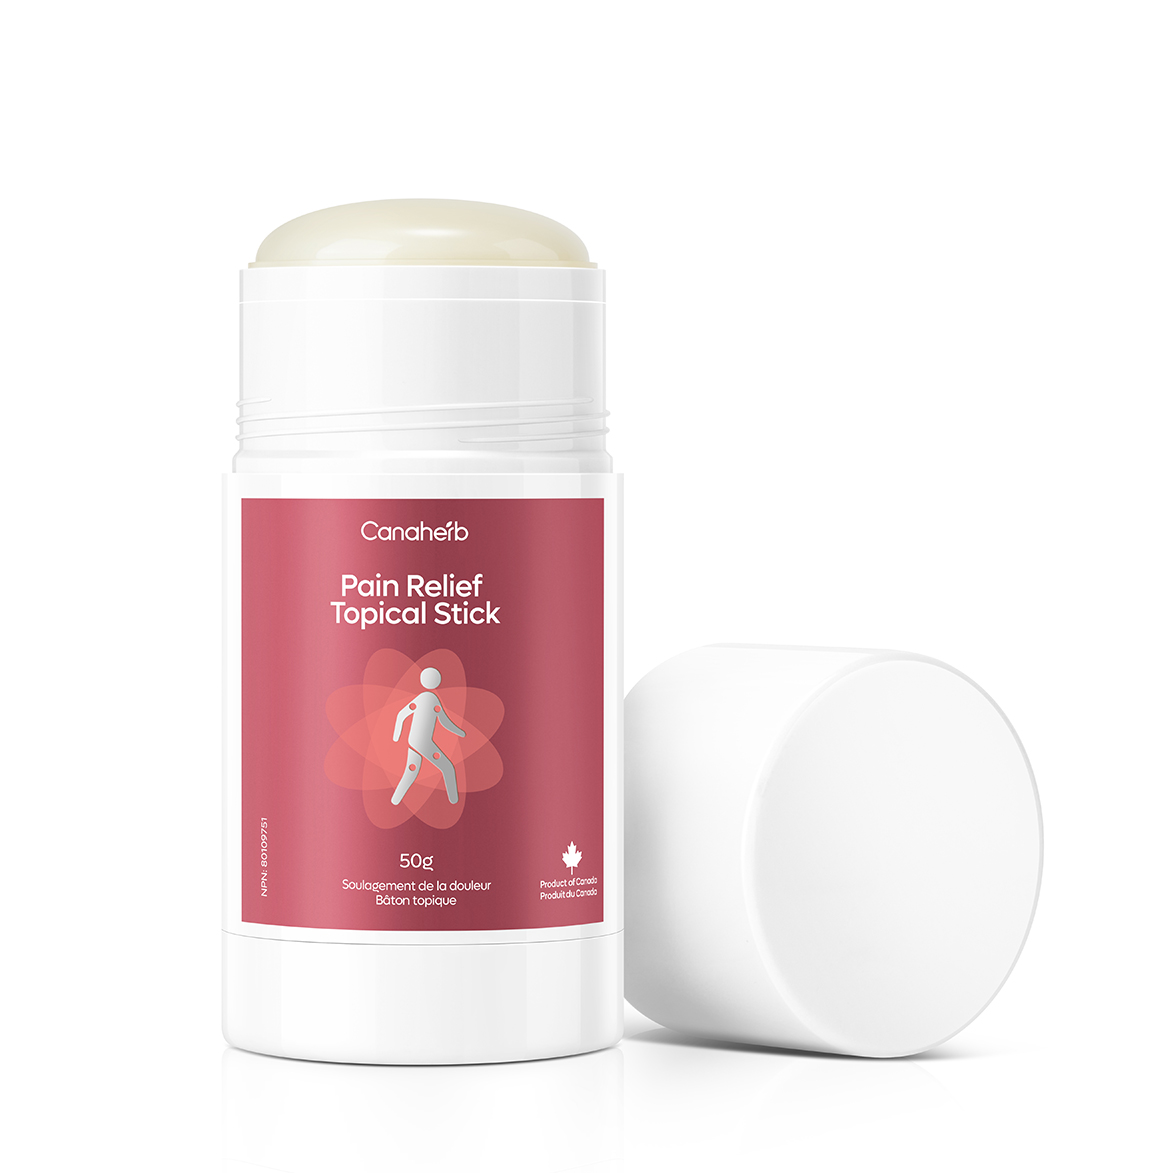 Canaherb
Pain Relief
Topical Stick
50g
Soulagement de la douleur
Bâton topique
NPN: 80109751
Product of Canada
Produit du Canada